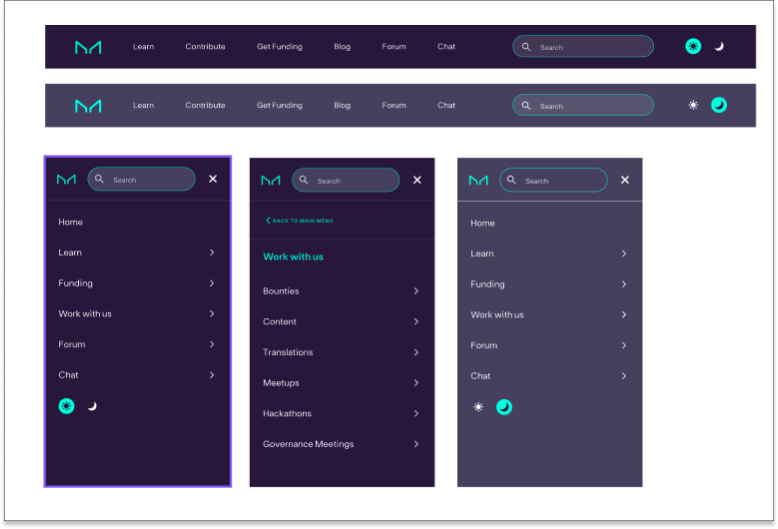 Learn Contribute Get Funding Blog Forum Chat Search
Learn Contribute Get Funding Blog Forum Chat Search
Search
Home
Learn
Funding
Work with us
Forum
Chat
Search
BACK TO MAIN MENU
Work with us
Bounties
Content
Translations
Meetups
Hackathons
Governance Meetings
Search
Home
Learn
Funding
Work with us
Forum
Chat